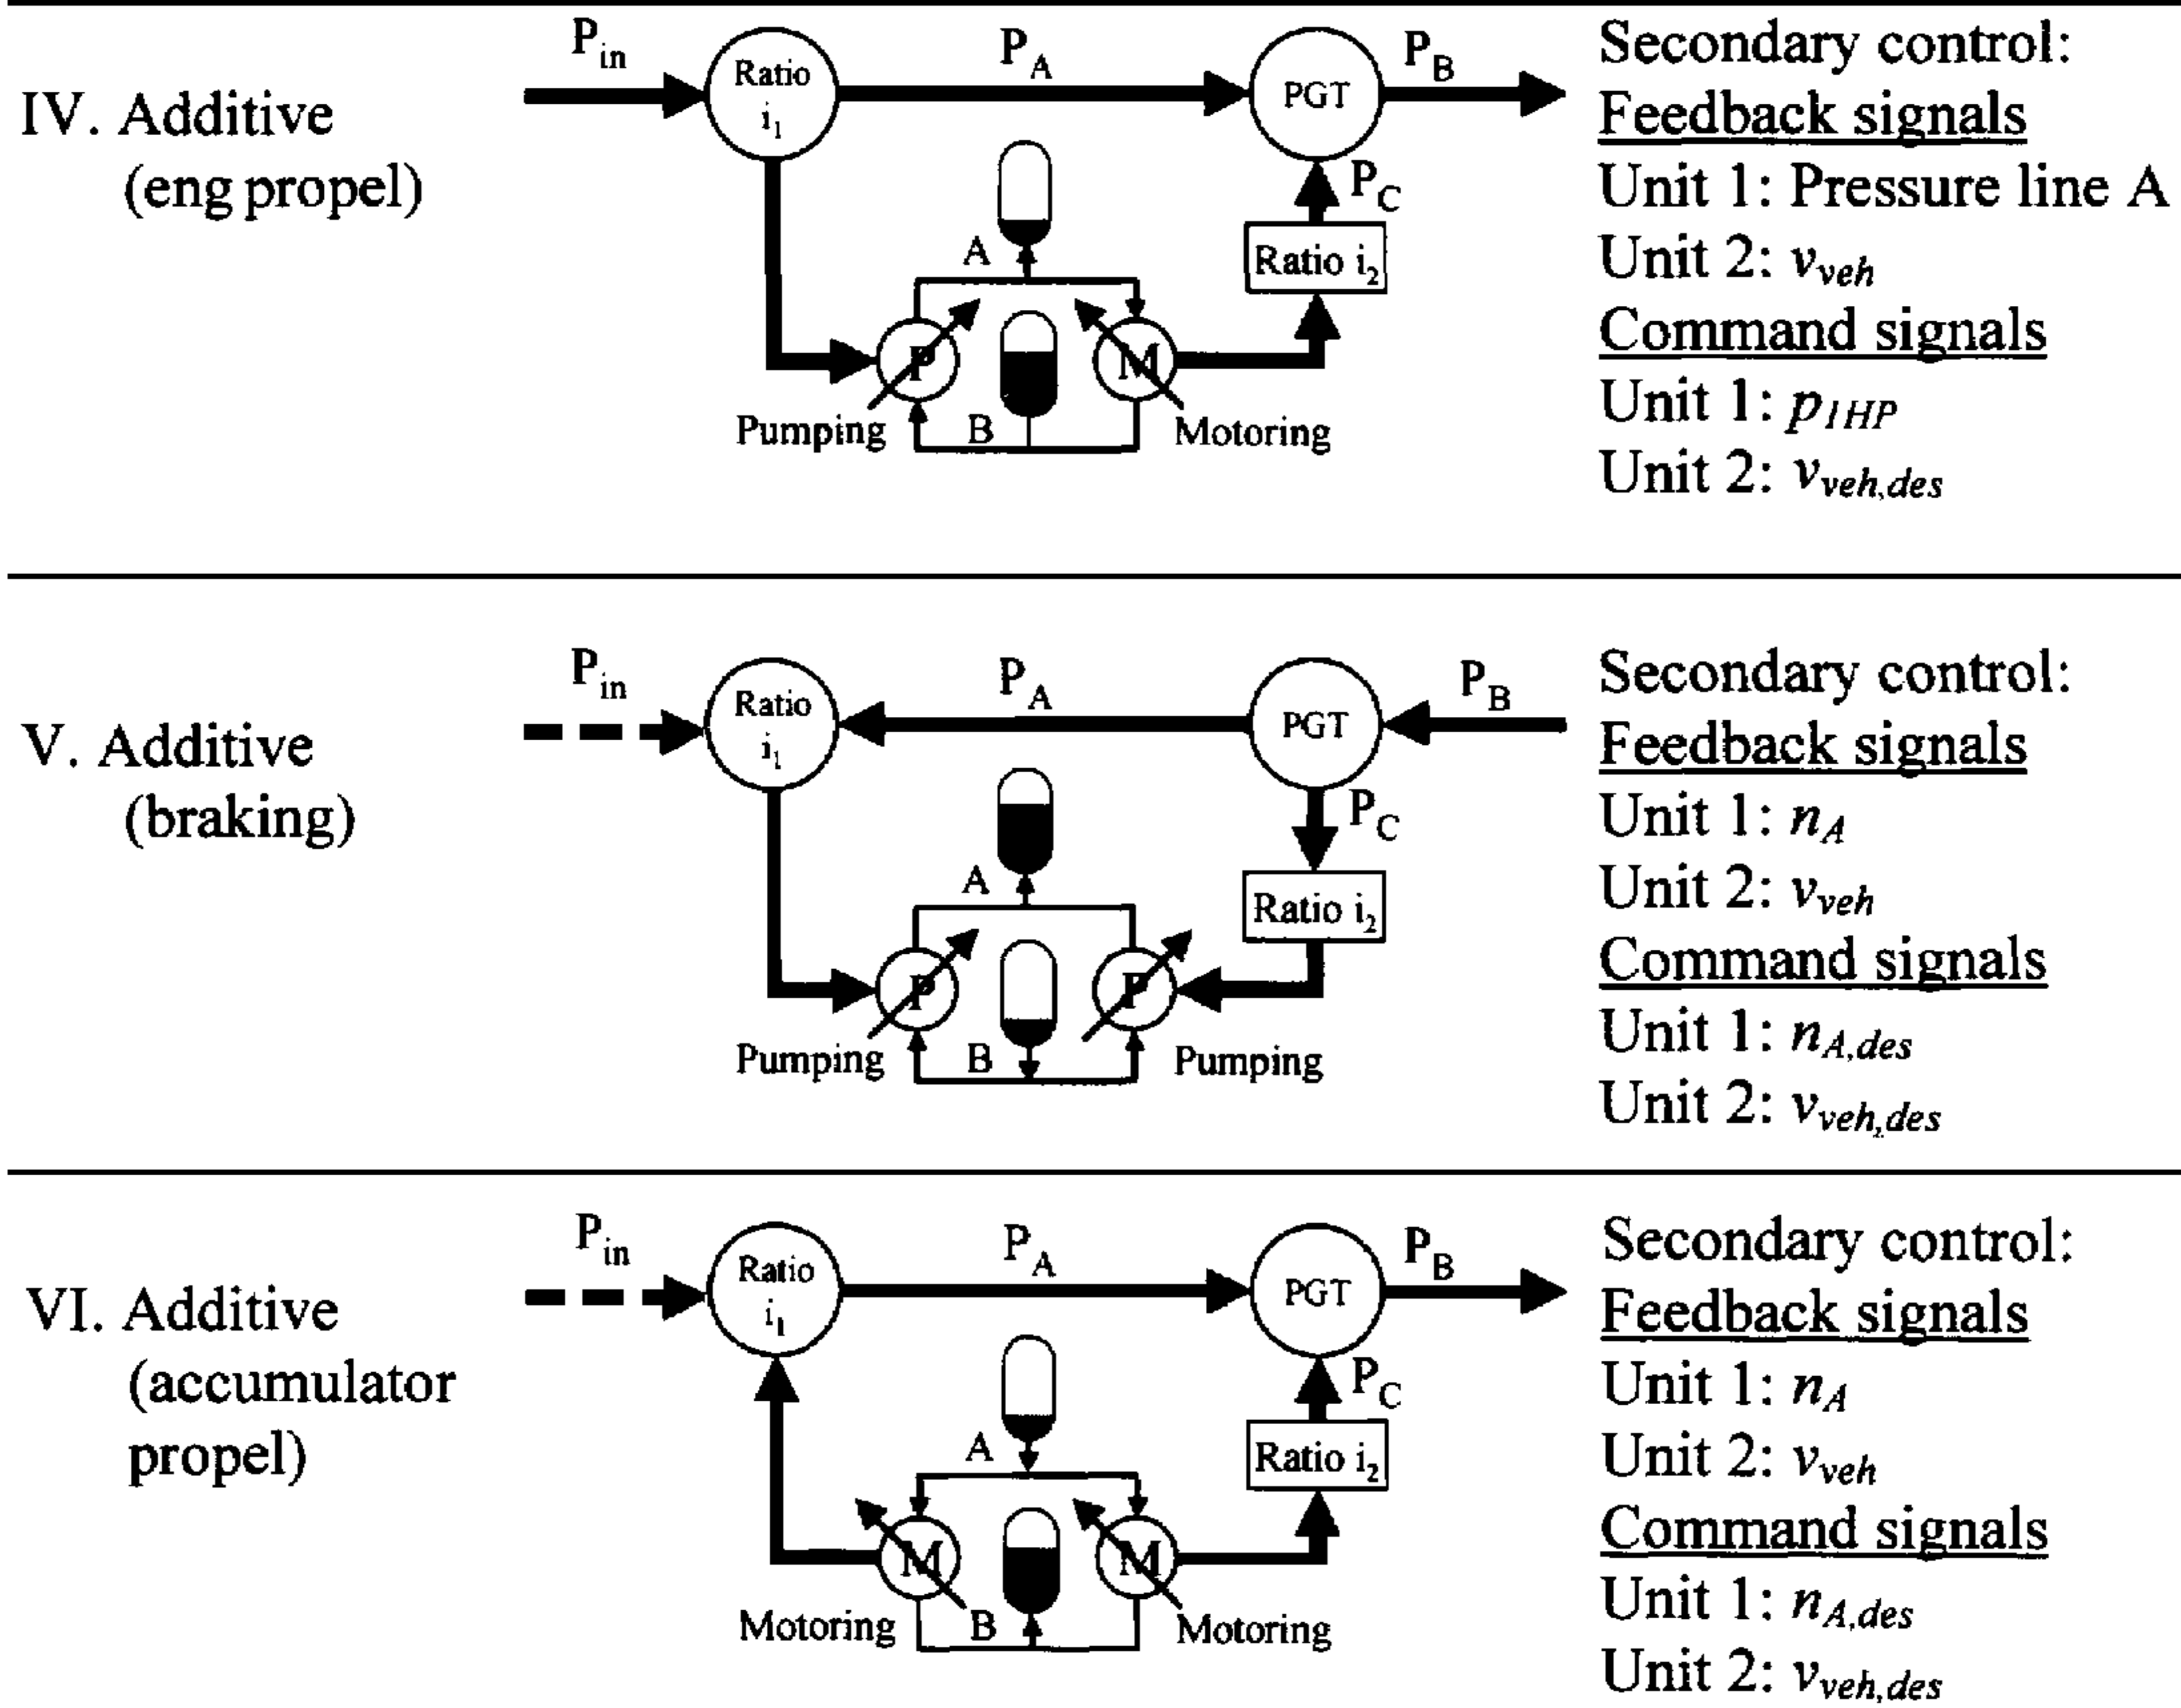 IV. Additive
(eng propel)
P_in
Ratio
i_1
P_A
PGT
P_B
P_C
Ratio i_2
A
P
M
Pumping
B
Motoring
Secondary control:
Feedback signals
Unit 1: Pressure line A
Unit 2: v_veh
Command signals
Unit 1: p_1HP
Unit 2: v_veh,des
V. Additive
(braking)
P_in
Ratio
i_1
P_A
PGT
P_B
P_C
Ratio i_2
A
P
P
Pumping
B
Pumping
Secondary control:
Feedback signals
Unit 1: n_A
Unit 2: v_veh
Command signals
Unit 1: n_A,des
Unit 2: v_veh,des
VI. Additive
(accumulator
propel)
P_in
Ratio
i_1
P_A
PGT
P_B
P_C
Ratio i_2
A
M
M
Motoring
B
Motoring
Secondary control:
Feedback signals
Unit 1: n_A
Unit 2: v_veh
Command signals
Unit 1: n_A,des
Unit 2: v_veh,des